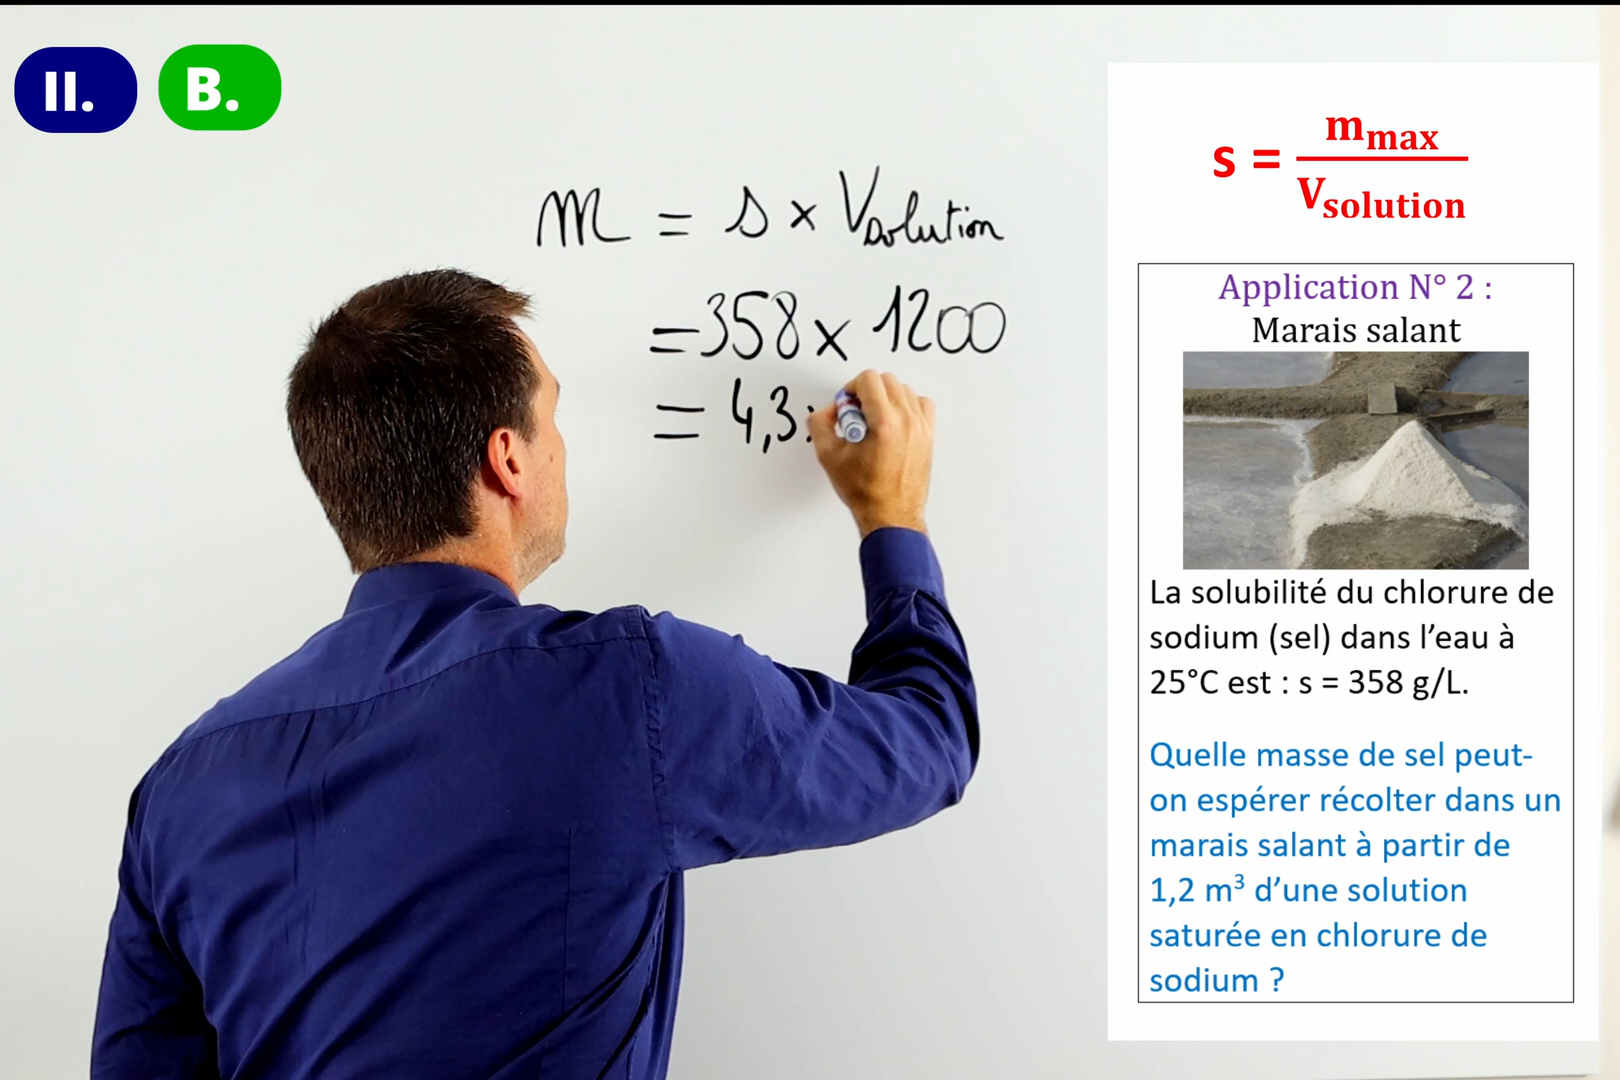 II. B.
m = s × Vsolution
= 358 × 1200
= 4,3
s = mmax / Vsolution
Application N° 2 :
Marais salant
La solubilité du chlorure de
sodium (sel) dans l’eau à
25°C est : s = 358 g/L.
Quelle masse de sel peut-
on espérer récolter dans un
marais salant à partir de
1,2 m³ d’une solution
saturée en chlorure de
sodium ?